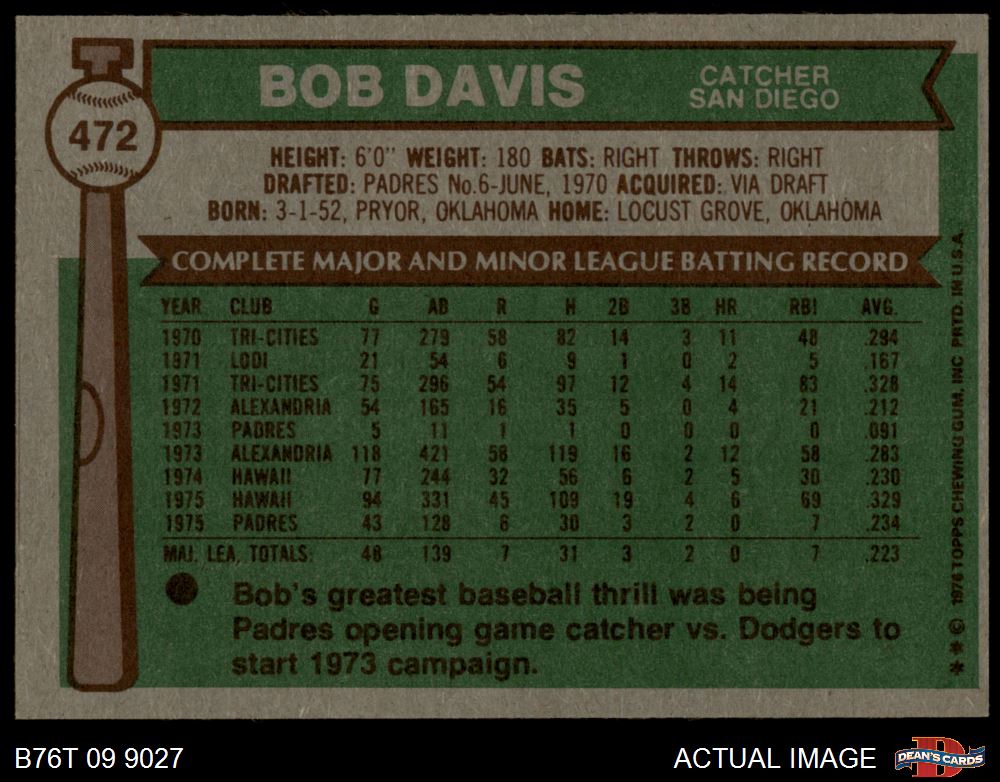 472
BOB DAVIS
CATCHER
SAN DIEGO
HEIGHT: 6'0" WEIGHT: 180 BATS: RIGHT THROWS: RIGHT
DRAFTED: PADRES No.6-JUNE, 1970 ACQUIRED: VIA DRAFT
BORN: 3-1-52, PRYOR, OKLAHOMA HOME: LOCUST GROVE, OKLAHOMA
COMPLETE MAJOR AND MINOR LEAGUE BATTING RECORD
YEAR CLUB G AB R H 2B 3B HR RBI AVG.
1970 TRI-CITIES 77 279 58 82 14 3 11 48 .294
1971 LODI 21 54 6 9 1 0 2 5 .167
1971 TRI-CITIES 75 296 54 97 12 4 14 83 .328
1972 ALEXANDRIA 54 165 16 35 5 0 4 21 .212
1973 PADRES 5 11 1 1 0 0 0 0 .091
1973 ALEXANDRIA 118 421 58 119 16 2 12 58 .283
1974 HAWAII 77 244 32 56 6 2 5 30 .230
1975 HAWAII 94 331 45 109 19 4 6 69 .329
1975 PADRES 43 128 6 30 3 2 0 7 .234
MAJ. LEA. TOTALS: 48 139 7 31 3 2 0 7 .223
Bob's greatest baseball thrill was being
Padres opening game catcher vs. Dodgers to
start 1973 campaign.
* * © 1976 TOPPS CHEWING GUM, INC PRTD. IN U.S.A.
B76T 09 9027
ACTUAL IMAGE
D
DEAN'S CARDS